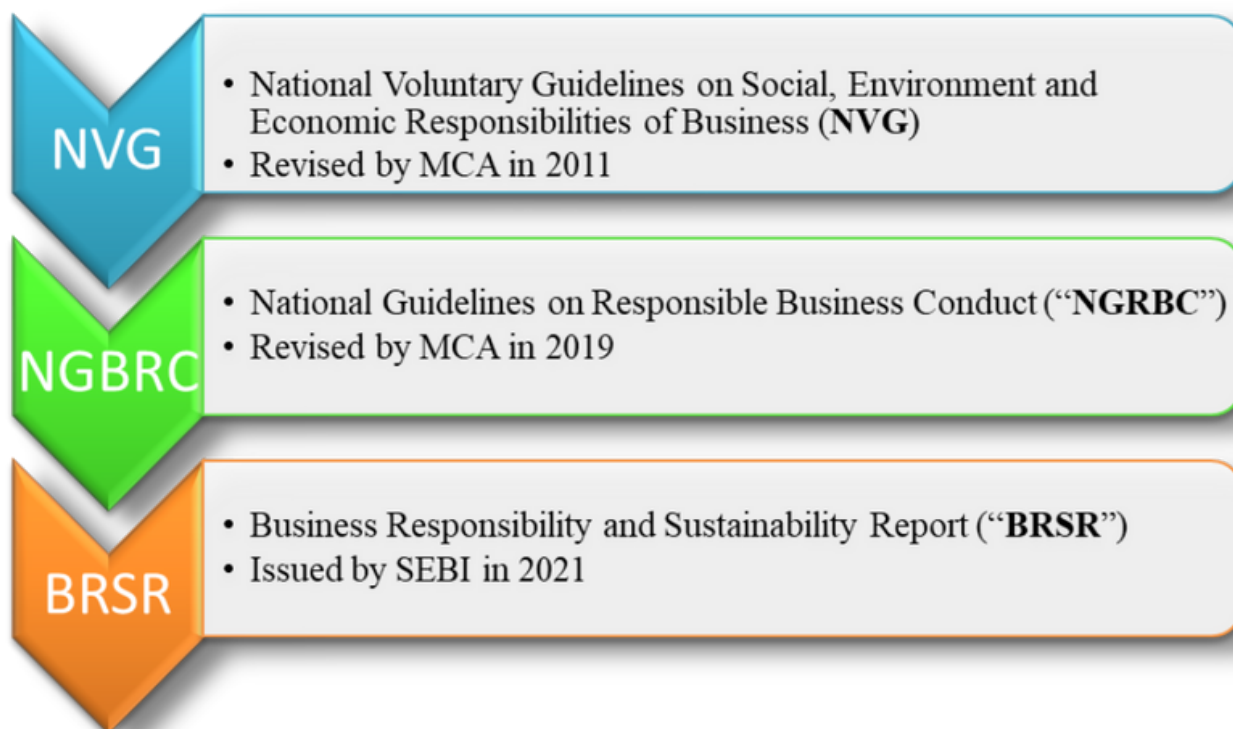 NVG
• National Voluntary Guidelines on Social, Environment and
Economic Responsibilities of Business (NVG)
• Revised by MCA in 2011
NGBRC
• National Guidelines on Responsible Business Conduct (“NGRBC”)
• Revised by MCA in 2019
BRSR
• Business Responsibility and Sustainability Report (“BRSR”)
• Issued by SEBI in 2021